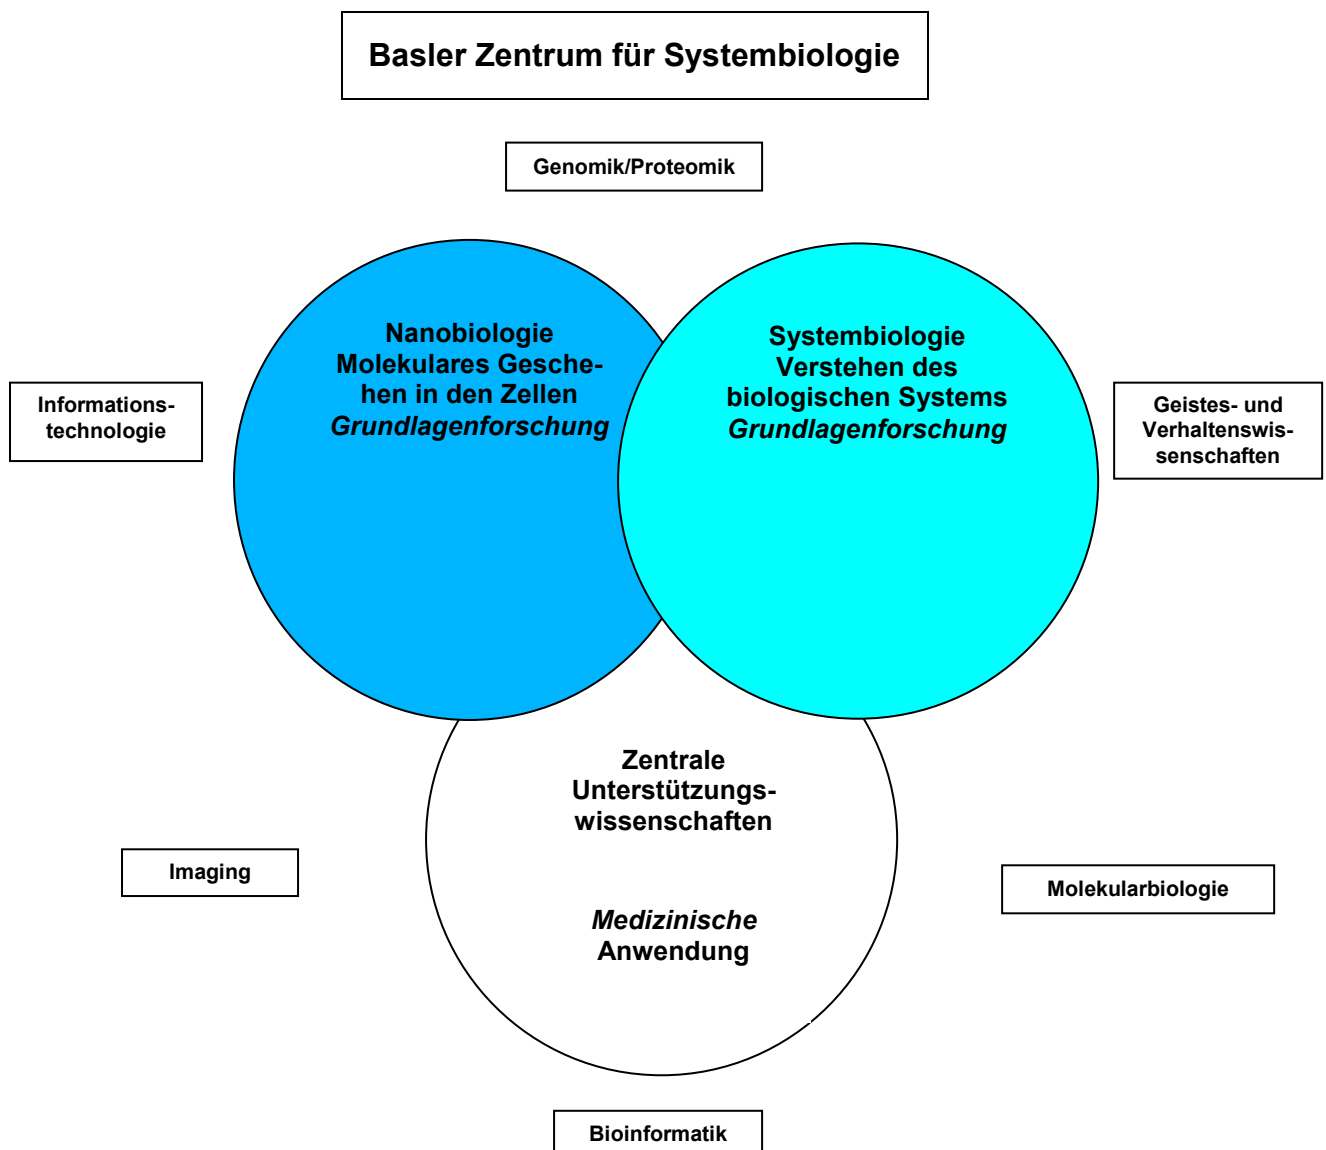 Basler Zentrum für Systembiologie
Genomik/Proteomik
Nanobiologie
Molekulares Gesche-
hen in den Zellen
Grundlagenforschung
Systembiologie
Verstehen des
biologischen Systems
Grundlagenforschung
Informations-
technologie
Geistes- und
Verhaltenswis-
senschaften
Zentrale
Unterstützungs-
wissenschaften
Medizinische
Anwendung
Imaging
Molekularbiologie
Bioinformatik